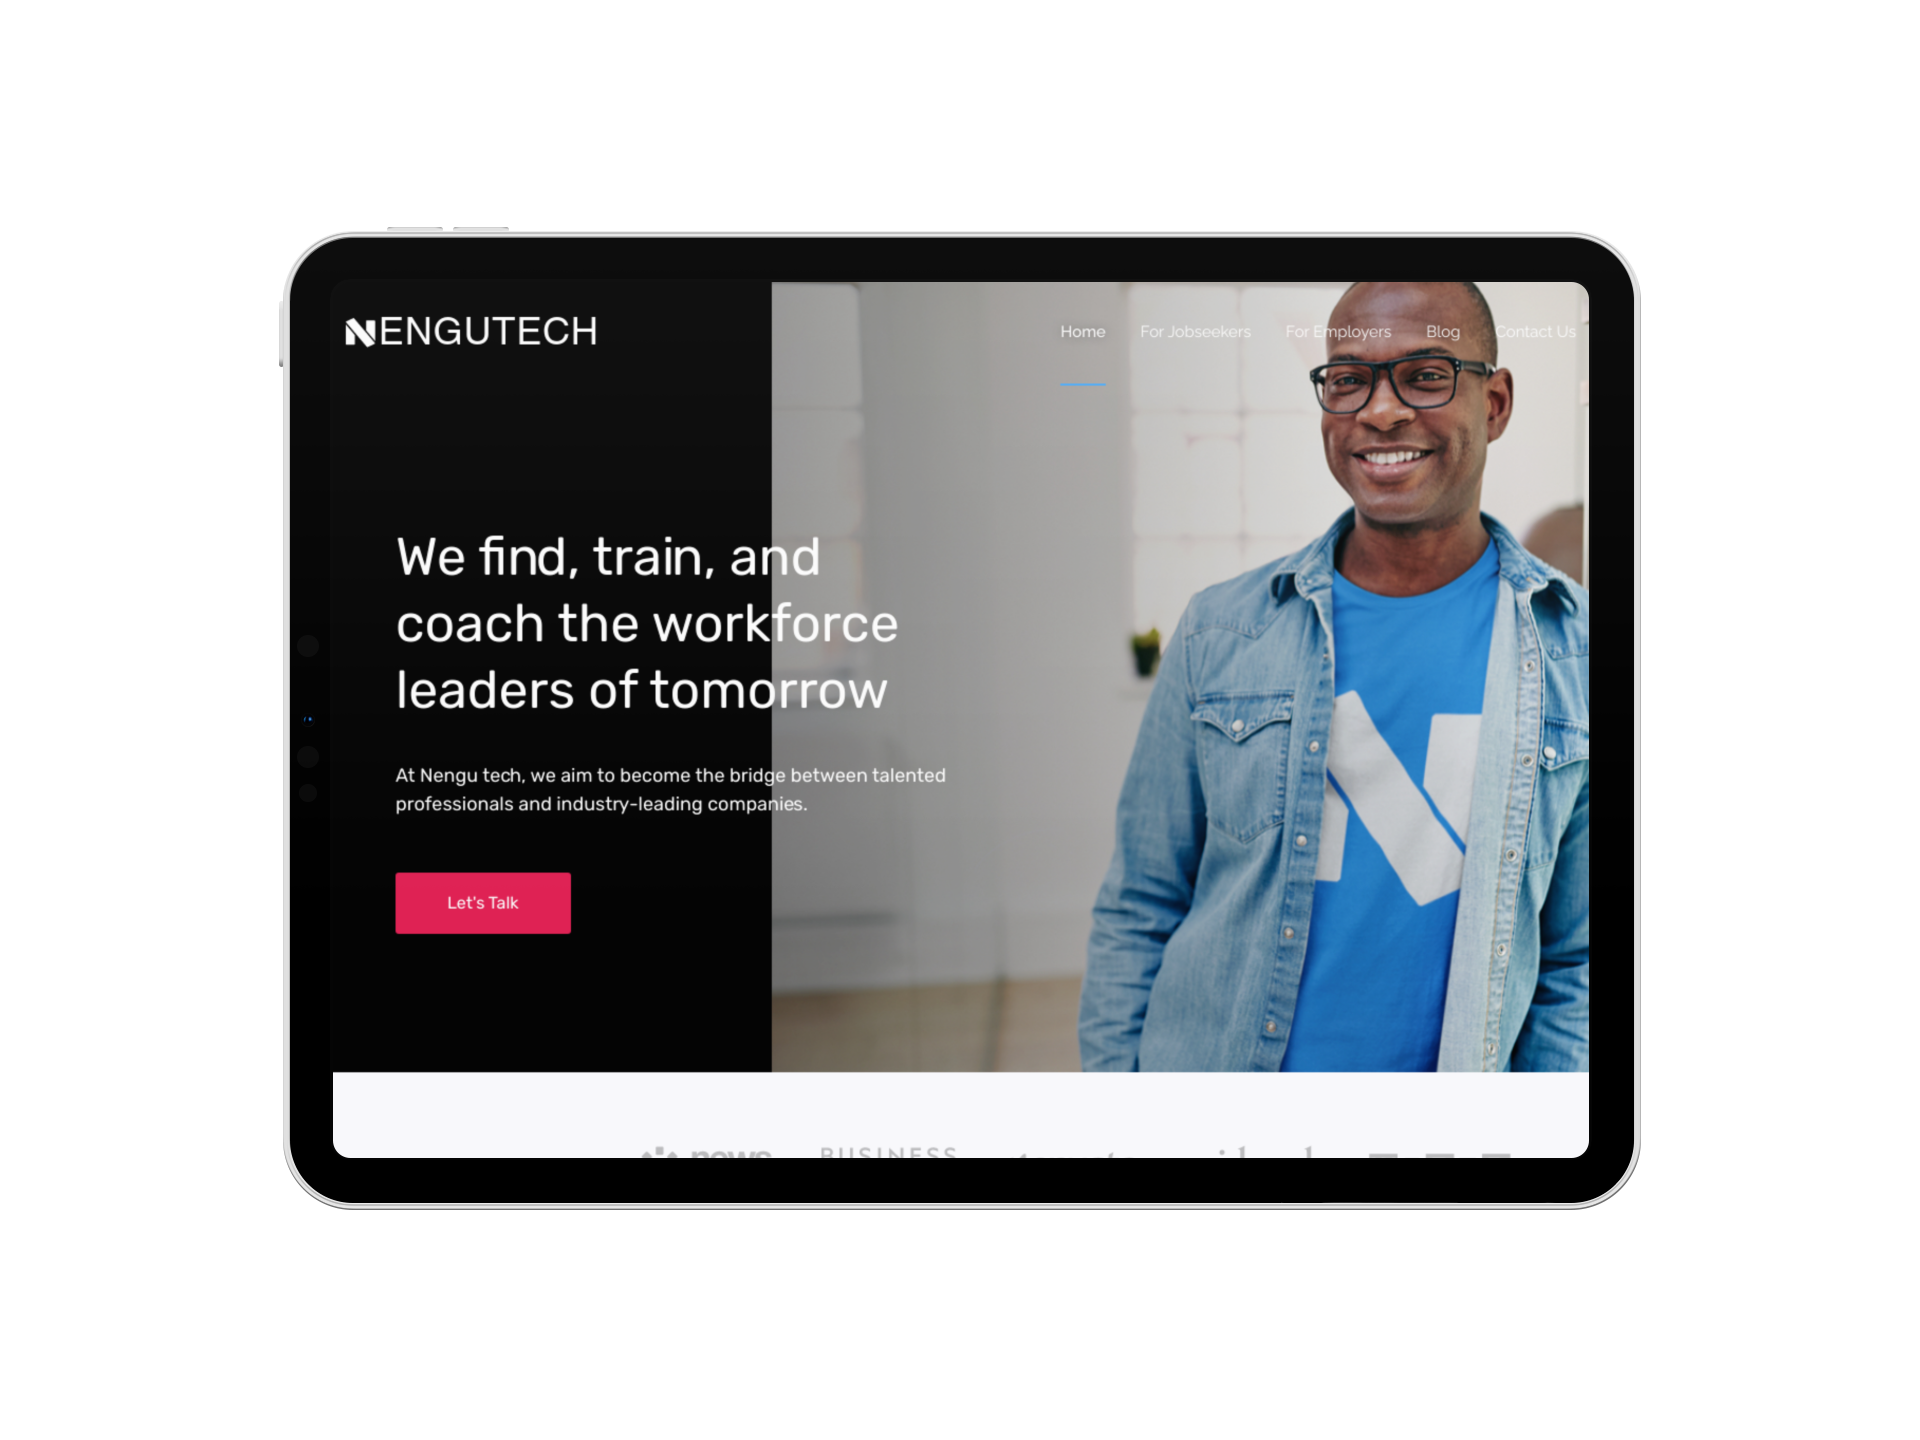 NENGUTECH
Home For Jobseekers For Employers Blog Contact Us
We find, train, and
coach the workforce
leaders of tomorrow
At Nengu tech, we aim to become the bridge between talented
professionals and industry-leading companies.
Let's Talk
N
news BUSINESS